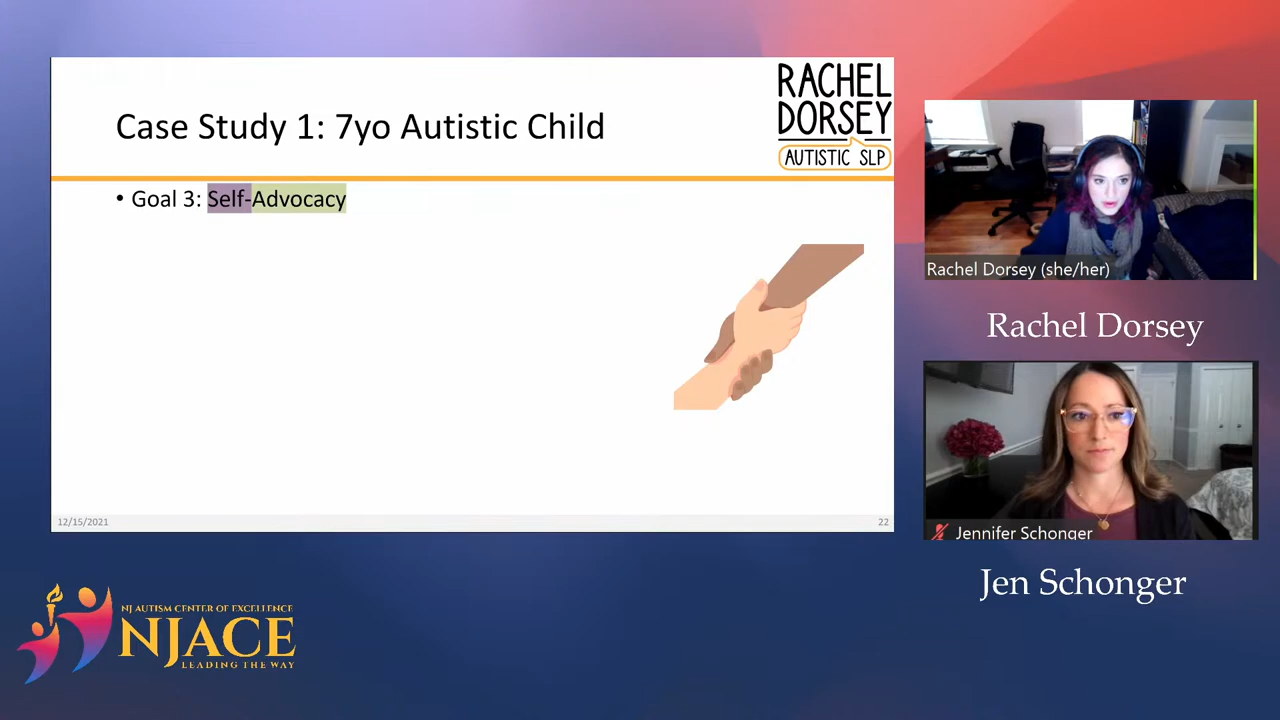 RACHEL
DORSEY
AUTISTIC SLP
Case Study 1: 7yo Autistic Child
• Goal 3: Self-Advocacy
12/15/2021
22
Rachel Dorsey (she/her)
Rachel Dorsey
Jennifer Schonger
Jen Schonger
NJ AUTISM CENTER OF EXCELLENCE
NJACE
LEADING THE WAY